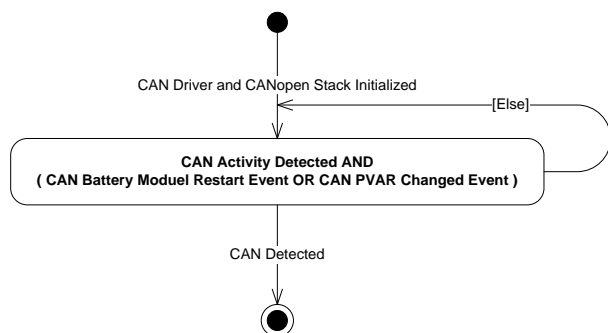 CAN Driver and CANopen Stack Initialized
[Else]
CAN Activity Detected AND
( CAN Battery Moduel Restart Event OR CAN PVAR Changed Event )
CAN Detected